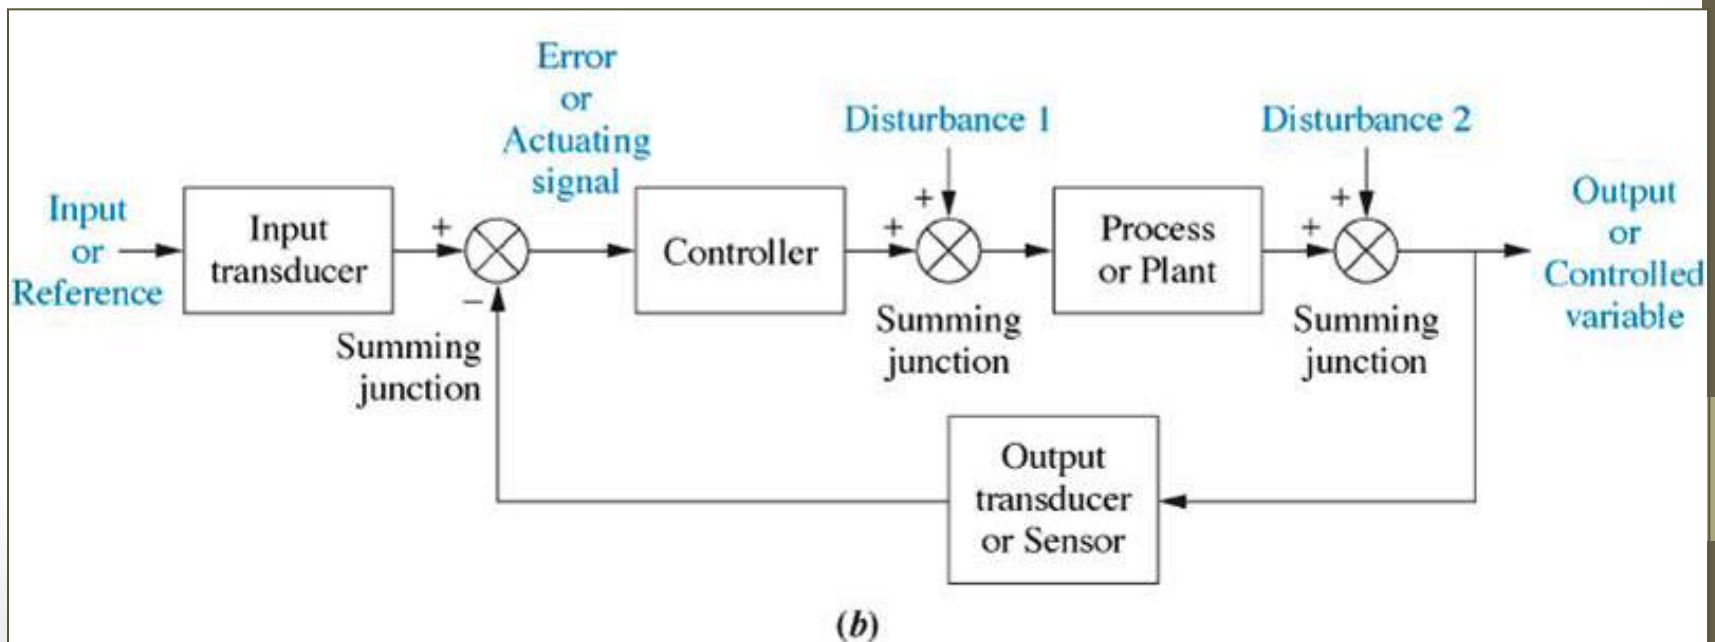 Error
or
Actuating
signal
Disturbance 1
Disturbance 2
Input
or
Reference
Input
transducer
+
−
Summing
junction
Controller
+
+
Summing
junction
Process
or Plant
+
+
Summing
junction
Output
or
Controlled
variable
Output
transducer
or Sensor
(b)